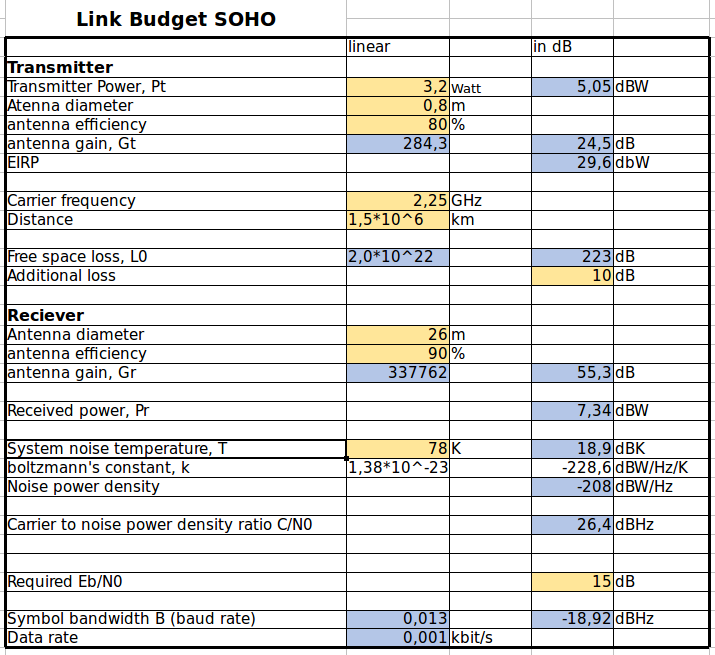 Link Budget SOHO
linear in dB
Transmitter
Transmitter Power, Pt 3,2 Watt 5,05 dBW
Atenna diameter 0,8 m
antenna efficiency 80 %
antenna gain, Gt 284,3 24,5 dB
EIRP 29,6 dbW
Carrier frequency 2,25 GHz
Distance 1,5*10^6 km
Free space loss, L0 2,0*10^22 223 dB
Additional loss 10 dB
Reciever
Antenna diameter 26 m
antenna efficiency 90 %
antenna gain, Gr 337762 55,3 dB
Received power, Pr 7,34 dBW
System noise temperature, T 78 K 18,9 dBK
boltzmann's constant, k 1,38*10^-23 -228,6 dBW/Hz/K
Noise power density -208 dBW/Hz
Carrier to noise power density ratio C/N0 26,4 dBHz
Required Eb/N0 15 dB
Symbol bandwidth B (baud rate) 0,013 -18,92 dBHz
Data rate 0,001 kbit/s